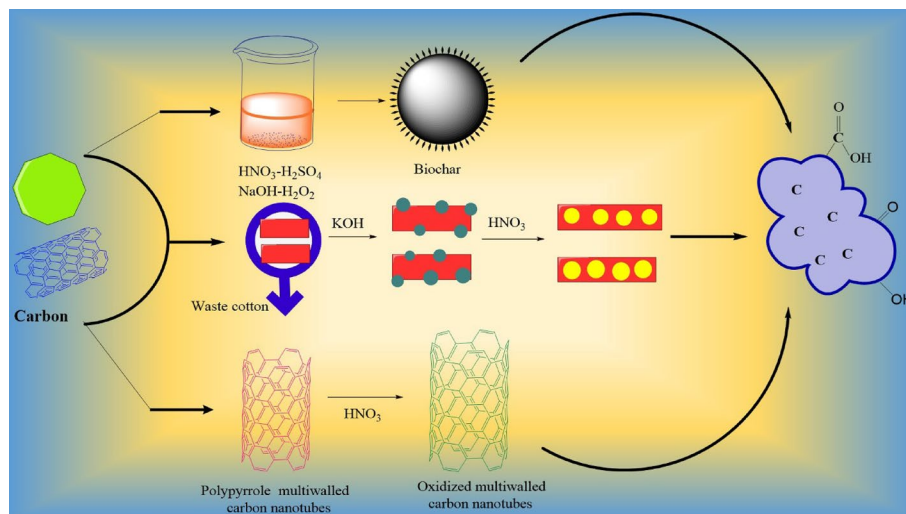 HNO₃-H₂SO₄
NaOH-H₂O₂
Biochar
O
C
OH
Carbon
Waste cotton
KOH
HNO₃
C
C
C
C
C
O
OH
Polypyrrole multiwalled
carbon nanotubes
HNO₃
Oxidized multiwalled
carbon nanotubes